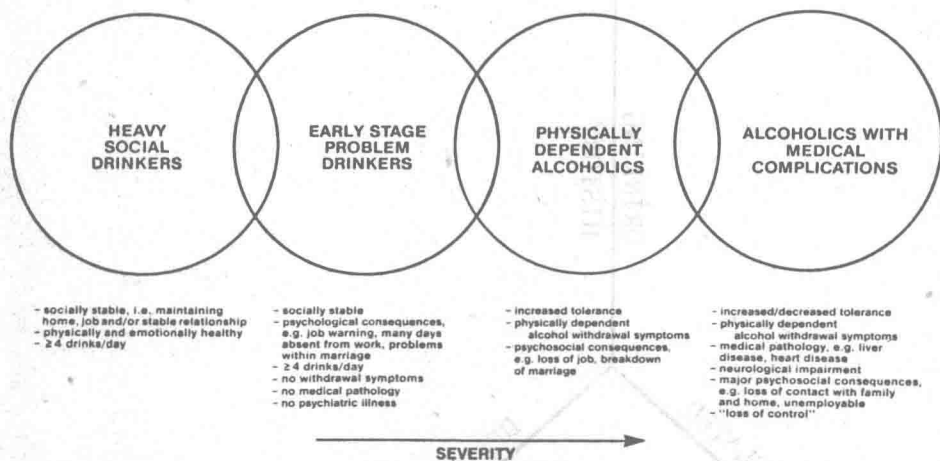 HEAVY
SOCIAL
DRINKERS
EARLY STAGE
PROBLEM
DRINKERS
PHYSICALLY
DEPENDENT
ALCOHOLICS
ALCOHOLICS WITH
MEDICAL
COMPLICATIONS
- socially stable, i.e. maintaining
home, job and/or stable relationship
- physically and emotionally healthy
- ≥4 drinks/day
- socially stable
- psychological consequences,
e.g. job warning, many days
absent from work, problems
within marriage
- ≥4 drinks/day
- no withdrawal symptoms
- no medical pathology
- no psychiatric illness
- increased tolerance
- physically dependent
alcohol withdrawal symptoms
- psychosocial consequences,
e.g. loss of job, breakdown
of marriage
- increased/decreased tolerance
- physically dependent
alcohol withdrawal symptoms
- medical pathology, e.g. liver
disease, heart disease
- neurological impairment
- major psychosocial consequences,
e.g. loss of contact with family
and home, unemployable
- "loss of control"
SEVERITY